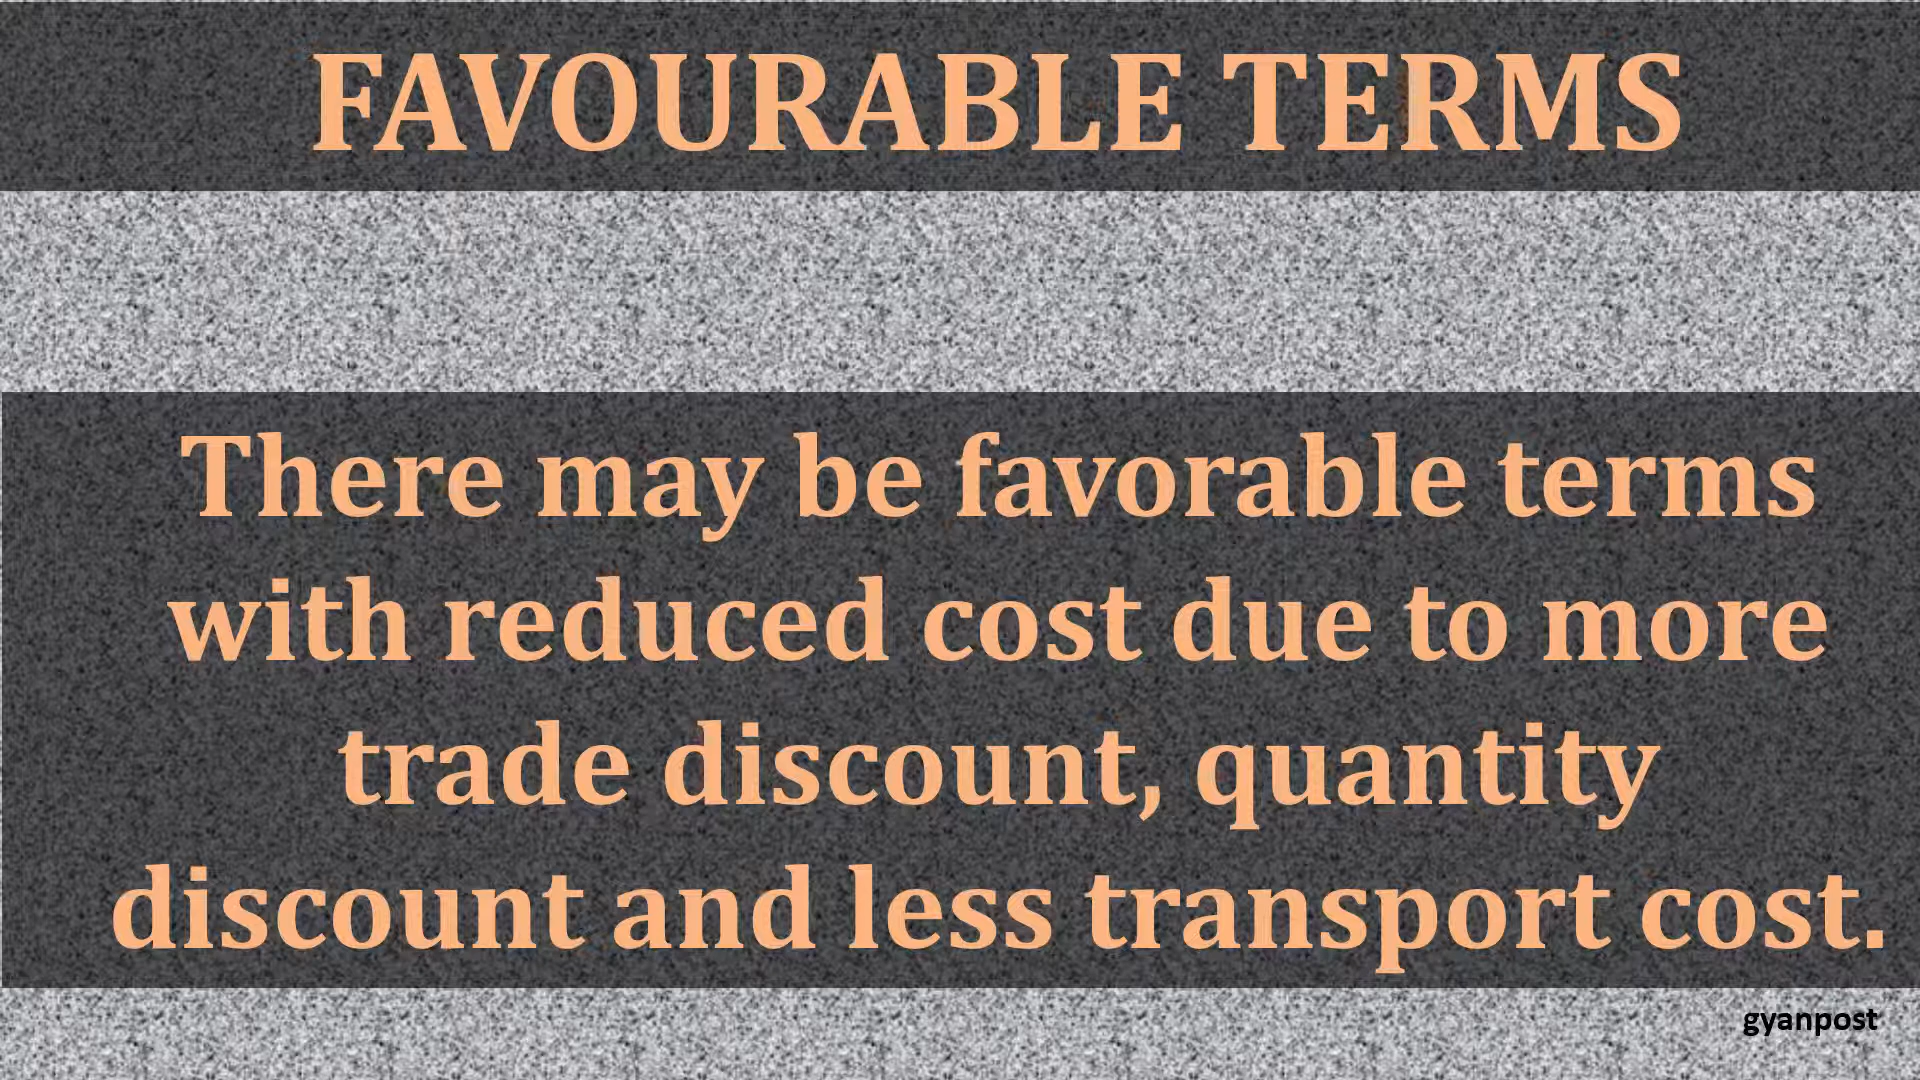 FAVOURABLE TERMS
There may be favorable terms
with reduced cost due to more
trade discount, quantity
discount and less transport cost.
gyanpost